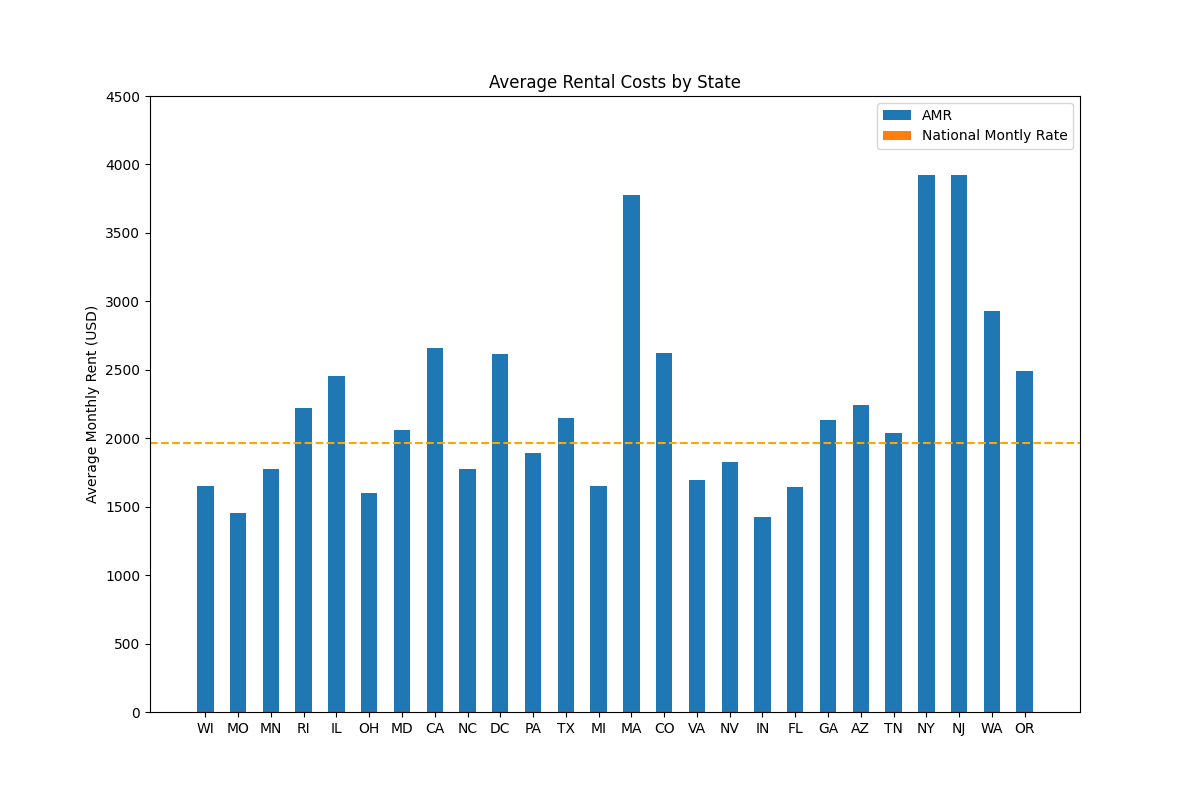 Average Rental Costs by State
AMR
National Montly Rate
Average Monthly Rent (USD)
4500
4000
3500
3000
2500
2000
1500
1000
500
0
WI MO MN RI IL OH MD CA NC DC PA TX MI MA CO VA NV IN FL GA AZ TN NY NJ WA OR